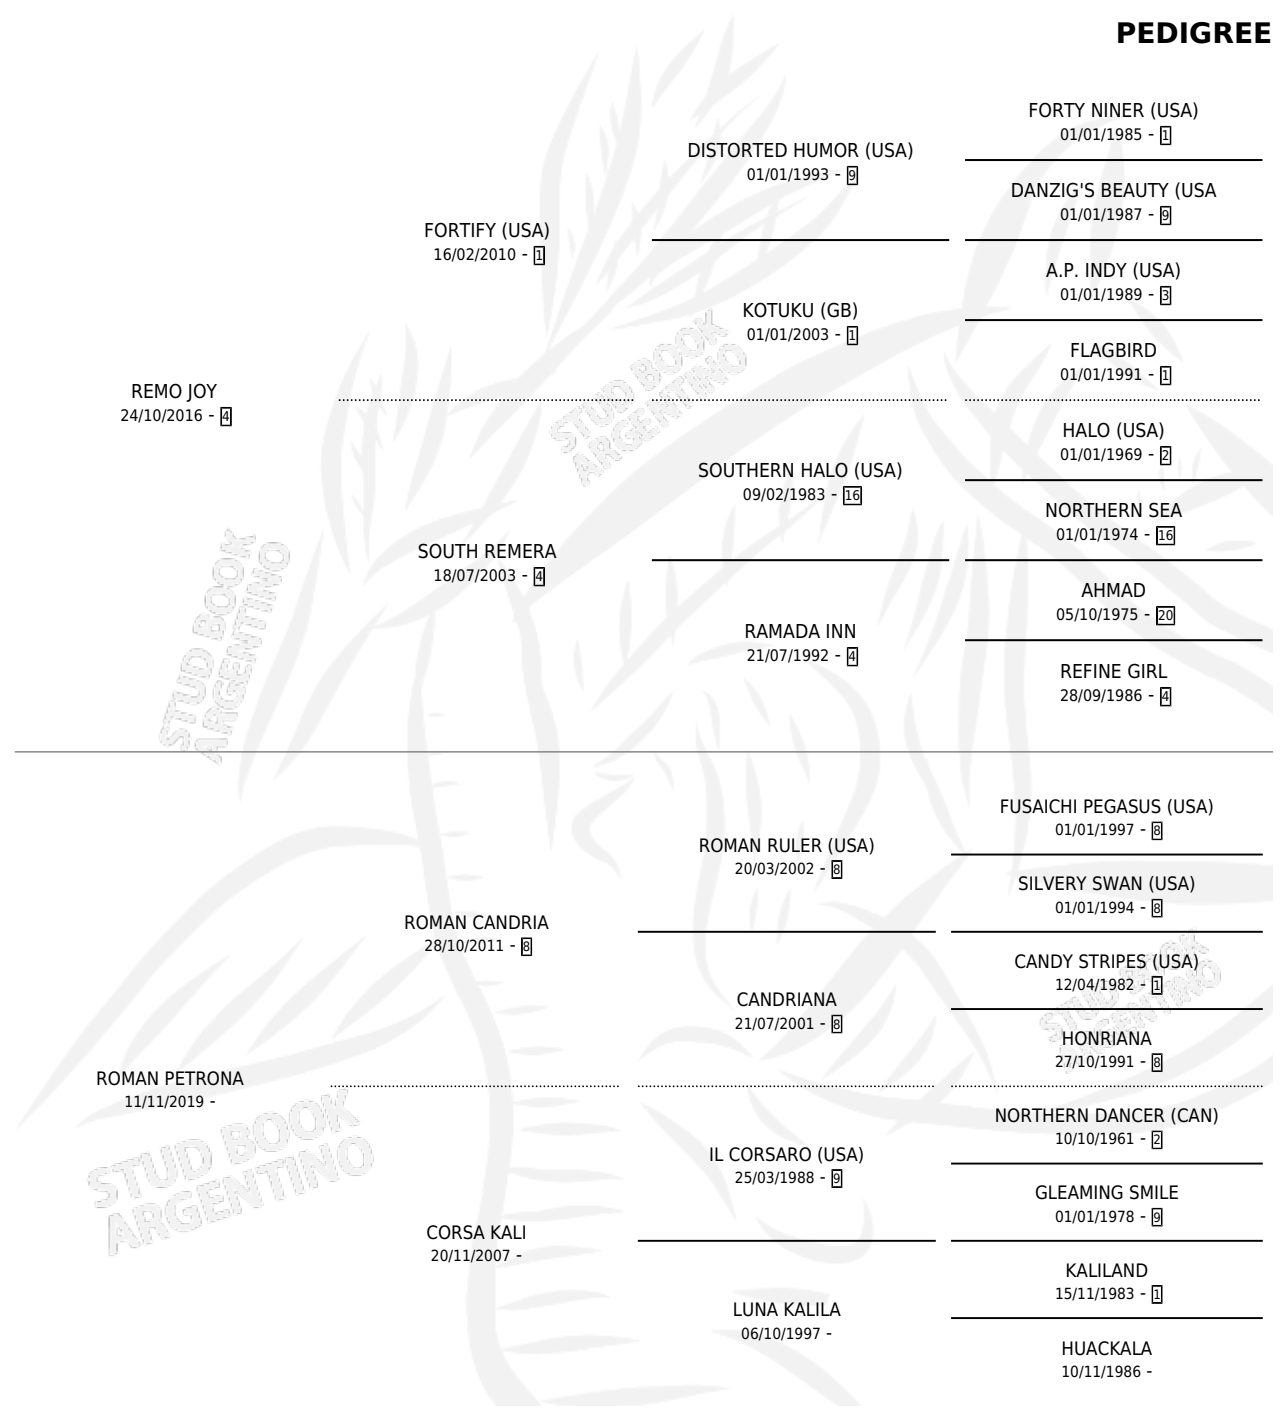 PEDIGREE
FORTY NINER (USA)
01/01/1985 - 1
DISTORTED HUMOR (USA)
01/01/1993 - 9
DANZIG'S BEAUTY (USA
01/01/1987 - 9
FORTIFY (USA)
16/02/2010 - 1
A.P. INDY (USA)
01/01/1989 - 3
KOTUKU (GB)
01/01/2003 - 1
FLAGBIRD
01/01/1991 - 1
STUD BOOK
ARGENTINO
REMO JOY
24/10/2016 - 4
HALO (USA)
01/01/1969 - 2
SOUTHERN HALO (USA)
09/02/1983 - 16
NORTHERN SEA
01/01/1974 - 16
SOUTH REMERA
18/07/2003 - 4
AHMAD
05/10/1975 - 20
RAMADA INN
21/07/1992 - 4
REFINE GIRL
28/09/1986 - 4
STUD BOOK
ARGENTINO
FUSAICHI PEGASUS (USA)
01/01/1997 - 8
ROMAN RULER (USA)
20/03/2002 - 8
SILVERY SWAN (USA)
01/01/1994 - 8
ROMAN CANDRIA
28/10/2011 - 8
CANDY STRIPES (USA)
12/04/1982 - 1
CANDRIANA
21/07/2001 - 8
STUD BOOK
ARGENTINO
HONRIANA
27/10/1991 - 8
ROMAN PETRONA
11/11/2019 -
NORTHERN DANCER (CAN)
10/10/1961 - 2
IL CORSARO (USA)
25/03/1988 - 9
STUD BOOK
ARGENTINO
GLEAMING SMILE
01/01/1978 - 9
CORSA KALI
20/11/2007 -
KALILAND
15/11/1983 - 1
LUNA KALILA
06/10/1997 -
HUACKALA
10/11/1986 -